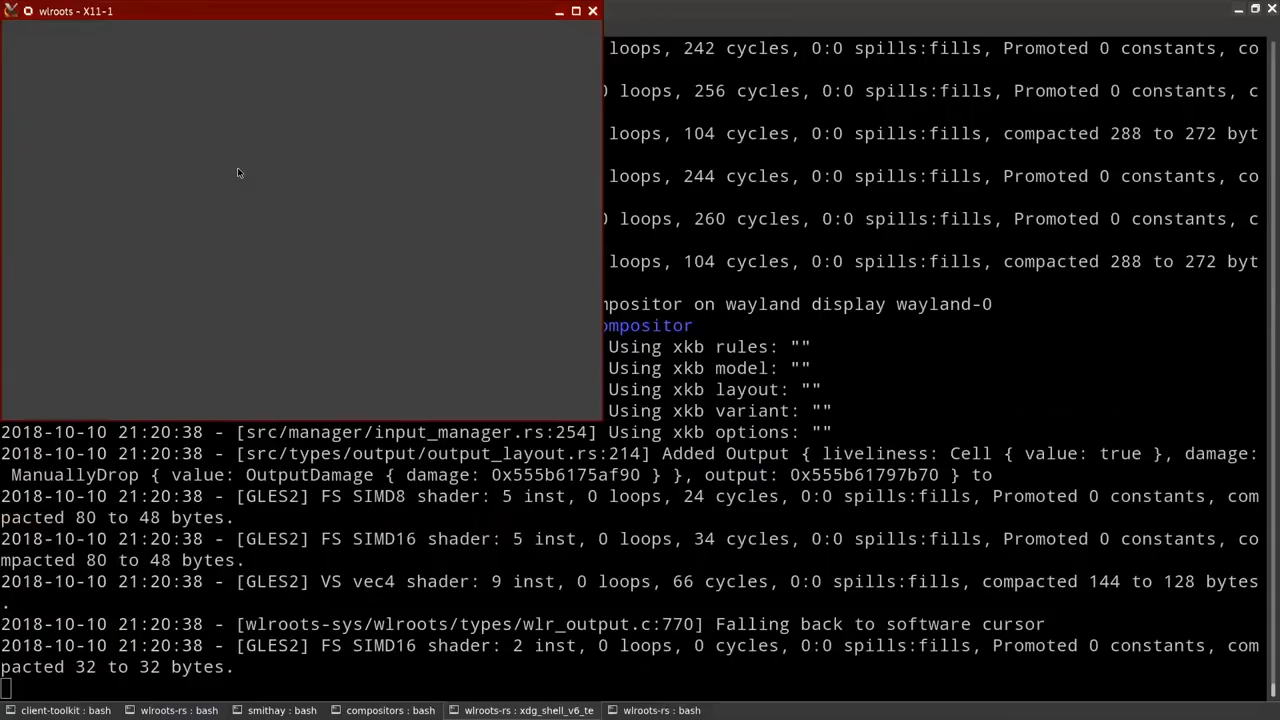 wlroots - X11-1
loops, 242 cycles, 0:0 spills:fills, Promoted 0 constants, co
0 loops, 256 cycles, 0:0 spills:fills, Promoted 0 constants, c
loops, 104 cycles, 0:0 spills:fills, compacted 288 to 272 byt
loops, 244 cycles, 0:0 spills:fills, Promoted 0 constants, co
0 loops, 260 cycles, 0:0 spills:fills, Promoted 0 constants, c
loops, 104 cycles, 0:0 spills:fills, compacted 288 to 272 byt
mpositor on wayland display wayland-0
ompositor
Using xkb rules: ""
Using xkb model: ""
Using xkb layout: ""
Using xkb variant: ""
2018-10-10 21:20:38 - [src/manager/input_manager.rs:254] Using xkb options: ""
2018-10-10 21:20:38 - [src/types/output/output_layout.rs:214] Added Output { liveliness: Cell { value: true }, damage:
ManuallyDrop { value: OutputDamage { damage: 0x555b6175af90 } }, output: 0x555b61797b70 } to
2018-10-10 21:20:38 - [GLES2] FS SIMD8 shader: 5 inst, 0 loops, 24 cycles, 0:0 spills:fills, Promoted 0 constants, com
pacted 80 to 48 bytes.
2018-10-10 21:20:38 - [GLES2] FS SIMD16 shader: 5 inst, 0 loops, 34 cycles, 0:0 spills:fills, Promoted 0 constants, co
mpacted 80 to 48 bytes.
2018-10-10 21:20:38 - [GLES2] VS vec4 shader: 9 inst, 0 loops, 66 cycles, 0:0 spills:fills, compacted 144 to 128 bytes
.
2018-10-10 21:20:38 - [wlroots-sys/wlroots/types/wlr_output.c:770] Falling back to software cursor
2018-10-10 21:20:38 - [GLES2] FS SIMD16 shader: 2 inst, 0 loops, 0 cycles, 0:0 spills:fills, Promoted 0 constants, com
pacted 32 to 32 bytes.
client-toolkit : bash wlroots-rs : bash smithay : bash compositors : bash wlroots-rs : xdg_shell_v6_te wlroots-rs : bash